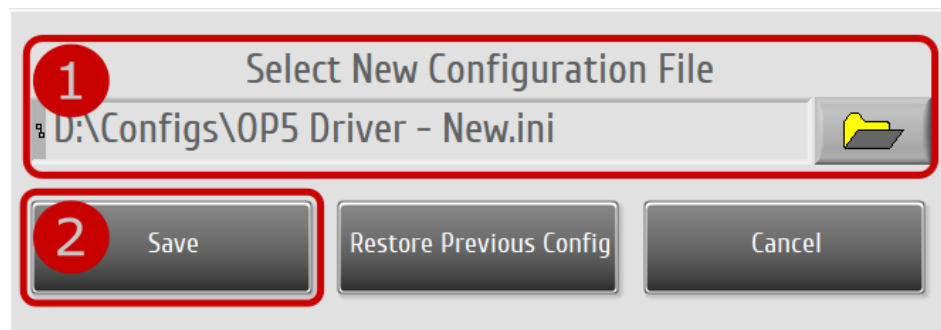 1
Select New Configuration File
D:\Configs\OP5 Driver - New.ini
2
Save
Restore Previous Config
Cancel